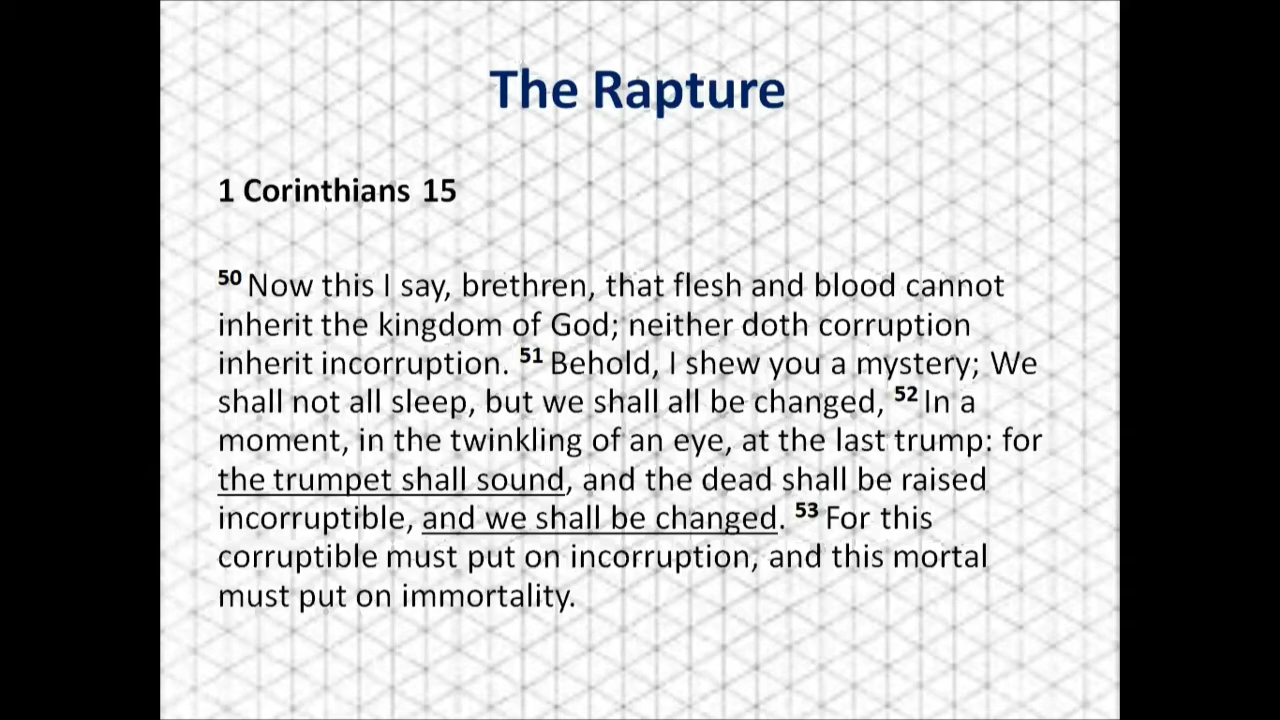 The Rapture
1 Corinthians 15
50 Now this I say, brethren, that flesh and blood cannot
inherit the kingdom of God; neither doth corruption
inherit incorruption. 51 Behold, I shew you a mystery; We
shall not all sleep, but we shall all be changed, 52 In a
moment, in the twinkling of an eye, at the last trump: for
the trumpet shall sound, and the dead shall be raised
incorruptible, and we shall be changed. 53 For this
corruptible must put on incorruption, and this mortal
must put on immortality.